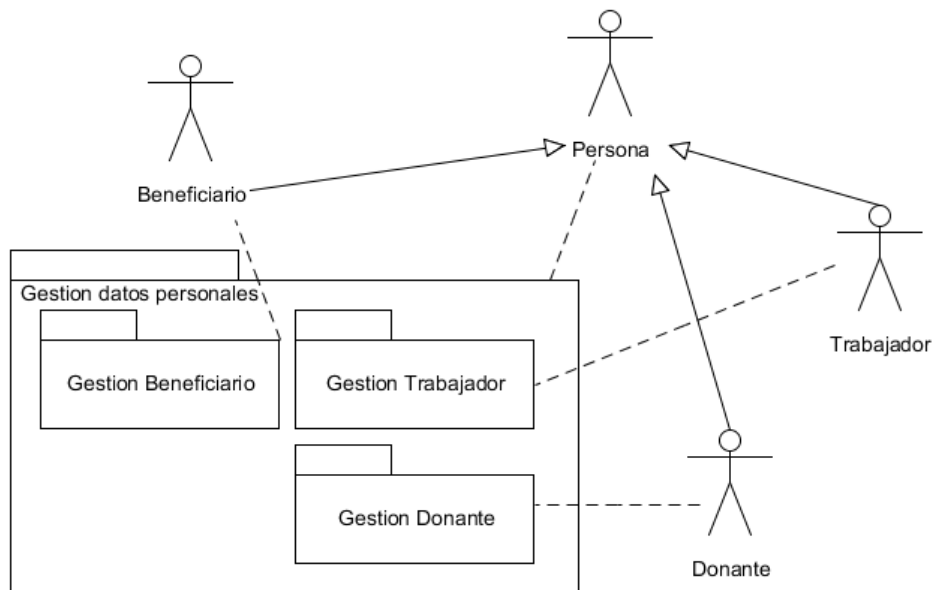 Persona
Beneficiario
Gestion datos personales
Trabajador
Gestion Beneficiario
Gestion Trabajador
Gestion Donante
Donante